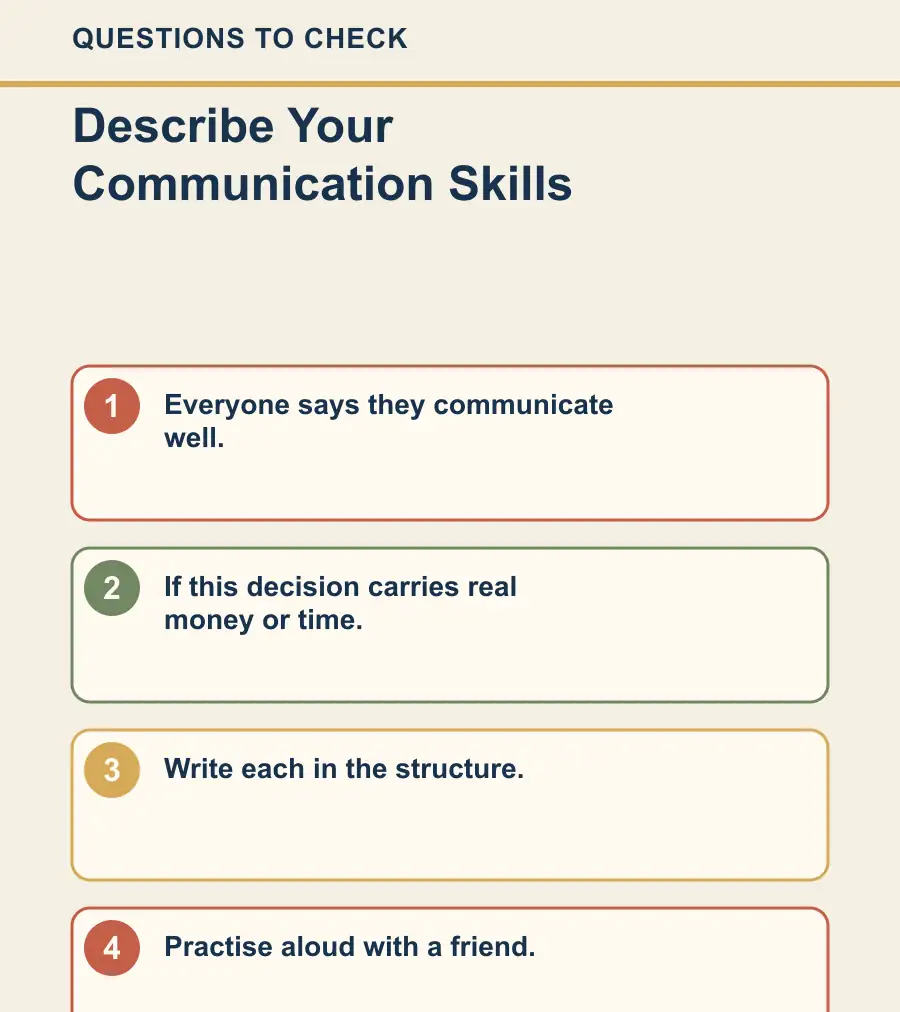 QUESTIONS TO CHECK
Describe Your
Communication Skills
1
Everyone says they communicate
well.
2
If this decision carries real
money or time.
3
Write each in the structure.
4
Practise aloud with a friend.